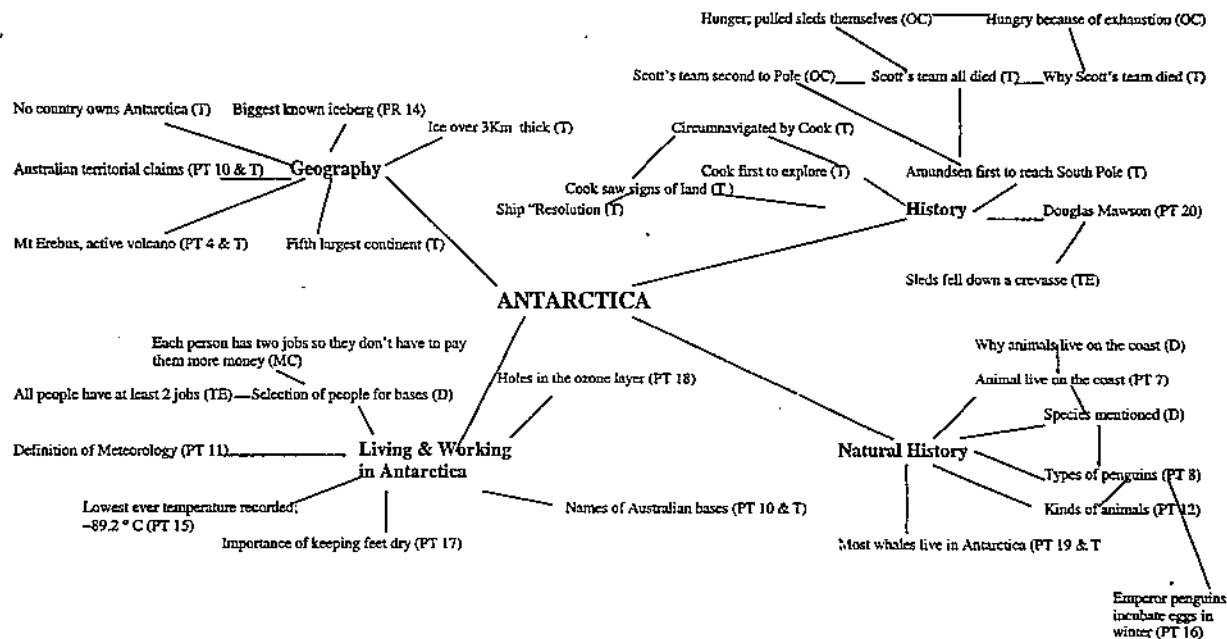 Hunger; pulled sleds themselves (OC)
Hungry because of exhaustion (OC)
Scott's team second to Pole (OC)
Scott's team all died (T)
Why Scott's team died (T)
No country owns Antarctica (T)
Biggest known iceberg (PR 14)
Ice over 3Km thick (T)
Circumnavigated by Cook (T)
Australian territorial claims (PT 10 & T)
Geography
Cook first to explore (T)
Amundsen first to reach South Pole (T)
Cook saw signs of land (T)
Ship "Resolution (T)
History
Douglas Mawson (PT 20)
Mt Erebus, active volcano (PT 4 & T)
Fifth largest continent (T)
Sleds fell down a crevasse (TE)
ANTARCTICA
Each person has two jobs so they don't have to pay
them more money (MC)
Why animals live on the coast (D)
Holes in the ozone layer (PT 18)
Animal live on the coast (PT 7)
All people have at least 2 jobs (TE)
Selection of people for bases (D)
Species mentioned (D)
Definition of Meteorology (PT 11)
Living & Working
in Antarctica
Natural History
Types of penguins (PT 8)
Lowest ever temperature recorded;
–89.2 º C (PT 15)
Names of Australian bases (PT 10 & T)
Kinds of animals (PT 12)
Importance of keeping feet dry (PT 17)
Most whales live in Antarctica (PT 19 & T
Emperor penguins
incubate eggs in
winter (PT 16)